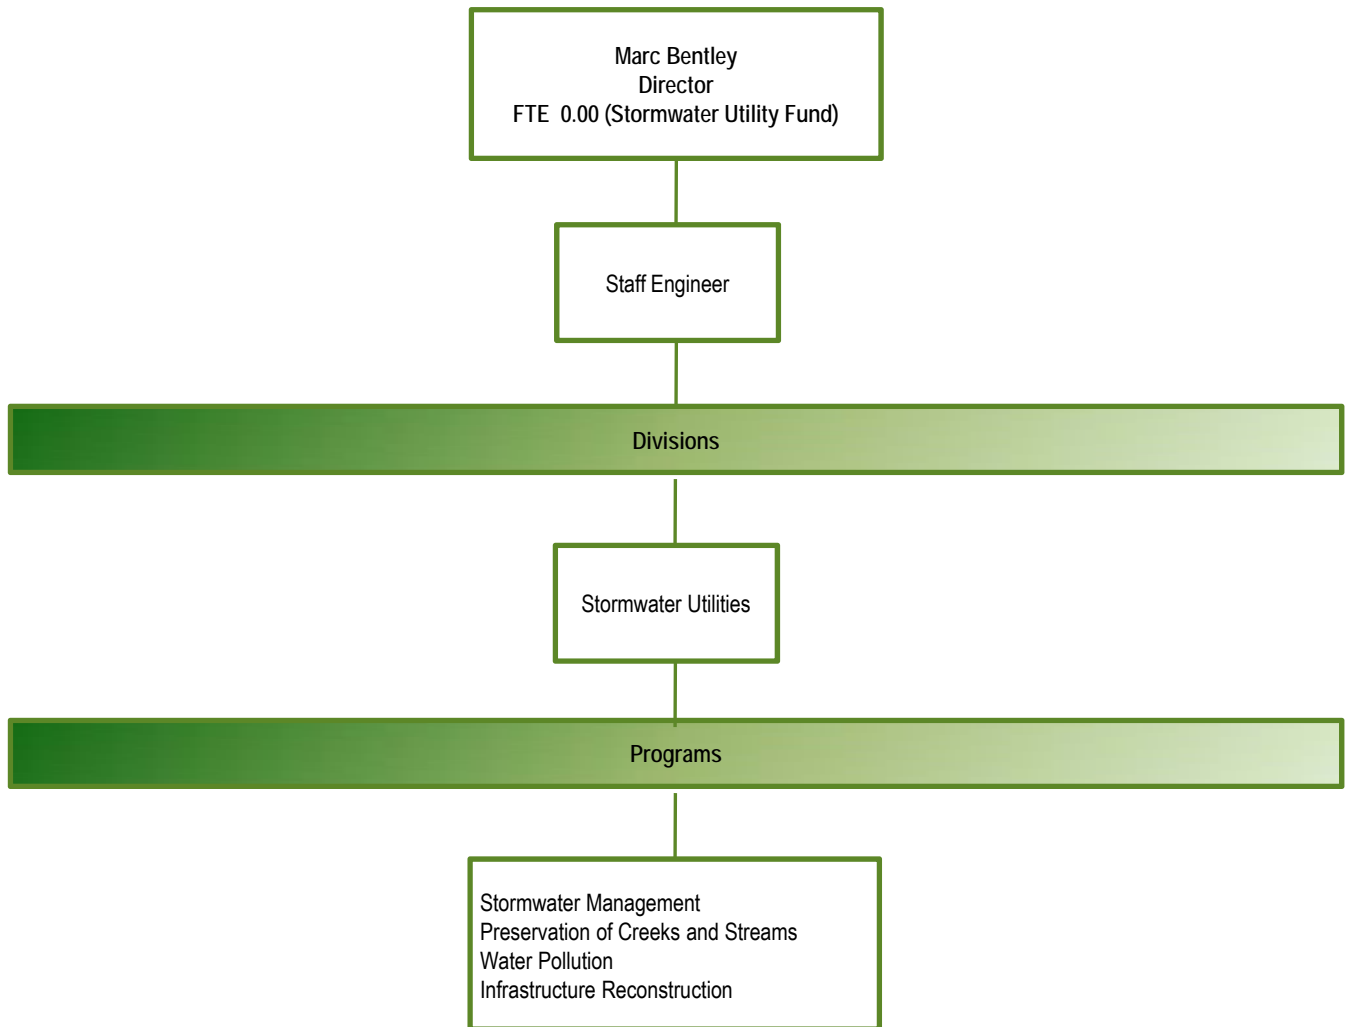 Marc Bentley
Director
FTE 0.00 (Stormwater Utility Fund)
Staff Engineer
Divisions
Stormwater Utilities
Programs
Stormwater Management
Preservation of Creeks and Streams
Water Pollution
Infrastructure Reconstruction